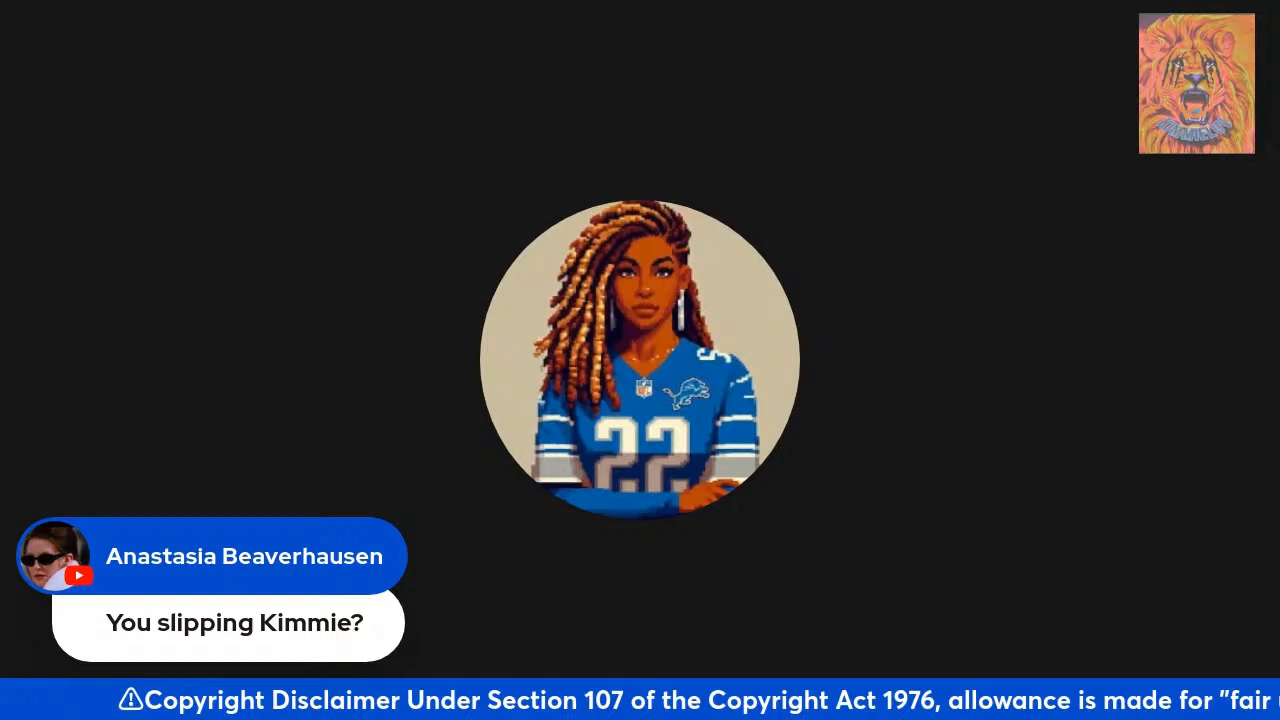 22
Anastasia Beaverhausen
You slipping Kimmie?
⚠Copyright Disclaimer Under Section 107 of the Copyright Act 1976, allowance is made for "fair